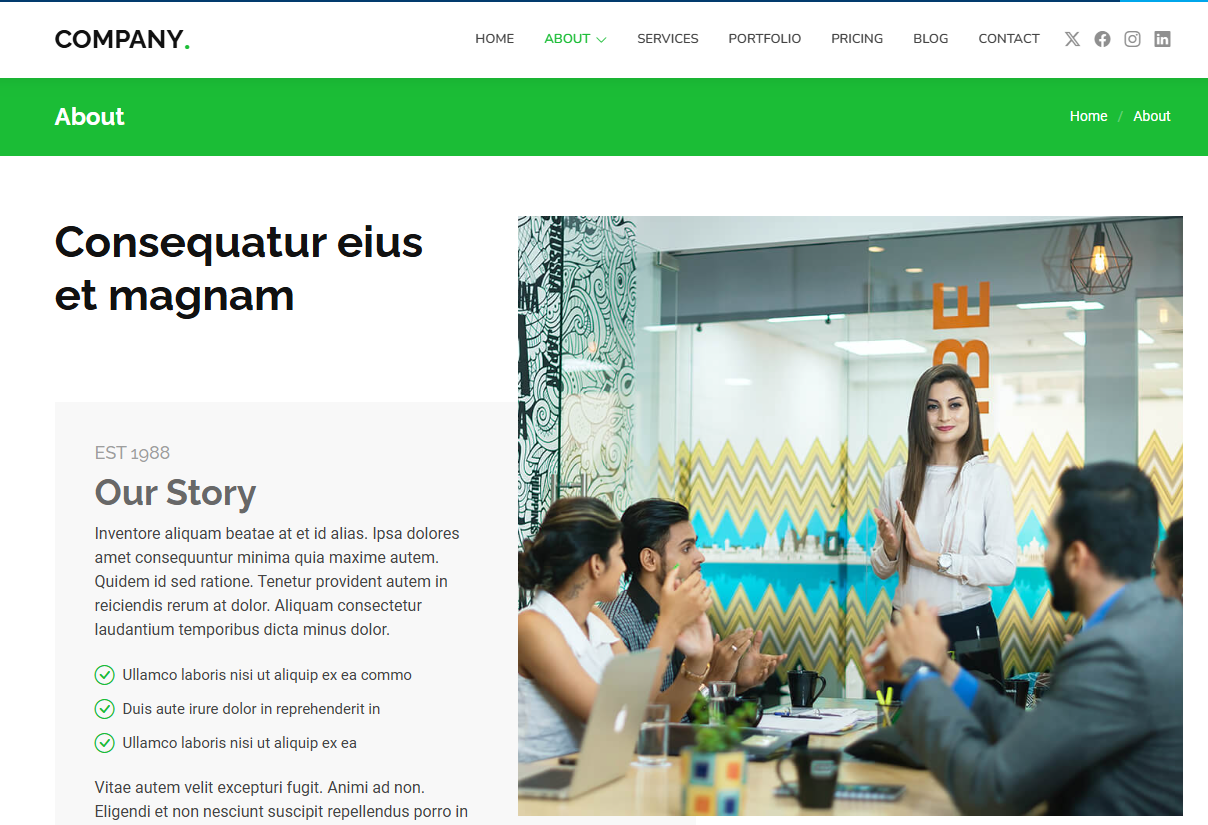 COMPANY.
HOME ABOUT SERVICES PORTFOLIO PRICING BLOG CONTACT
About
Home / About
Consequatur eius
et magnam
EST 1988
Our Story
Inventore aliquam beatae at et id alias. Ipsa dolores
amet consequuntur minima quia maxime autem.
Quidem id sed ratione. Tenetur provident autem in
reiciendis rerum at dolor. Aliquam consectetur
laudantium temporibus dicta minus dolor.
Ullamco laboris nisi ut aliquip ex ea commo
Duis aute irure dolor in reprehenderit in
Ullamco laboris nisi ut aliquip ex ea
Vitae autem velit excepturi fugit. Animi ad non.
Eligendi et non nesciunt suscipit repellendus porro in
BE